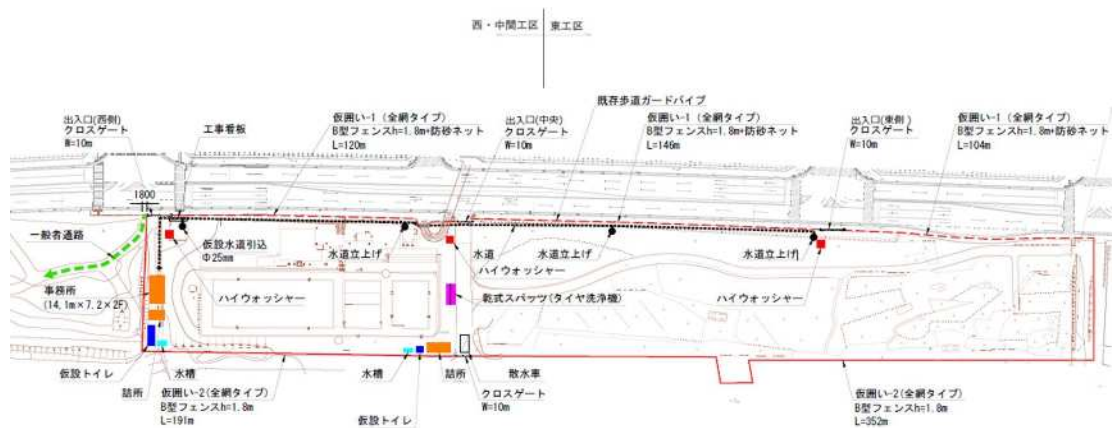 西・中間工区
東工区
出入口(西側)
クロスゲート
W=10m
工事看板
仮囲い-1 (全網タイプ)
B型フェンスh=1.8m+防砂ネット
L=120m
出入口(中央)
クロスゲート
W=10m
既存歩道ガードパイプ
仮囲い-1 (全網タイプ)
B型フェンスh=1.8m+防砂ネット
L=146m
出入口(東側)
クロスゲート
W=10m
仮囲い-1 (全網タイプ)
B型フェンスh=1.8m+防砂ネット
L=104m
1800
一般者通路
仮設水道引込
Φ25mm
水道立上げ
水道
水道立上げ
水道立上げ
ハイウォッシャー
事務所
(14.1m×7.2×2F)
ハイウォッシャー
乾式スパッツ(タイヤ洗浄機)
ハイウォッシャー
仮設トイレ
詰所
水槽
仮囲い-2(全網タイプ)
B型フェンスh=1.8m
L=191m
水槽
仮設トイレ
詰所
クロスゲート
W=10m
散水車
仮囲い-2(全網タイプ)
B型フェンスh=1.8m
L=352m